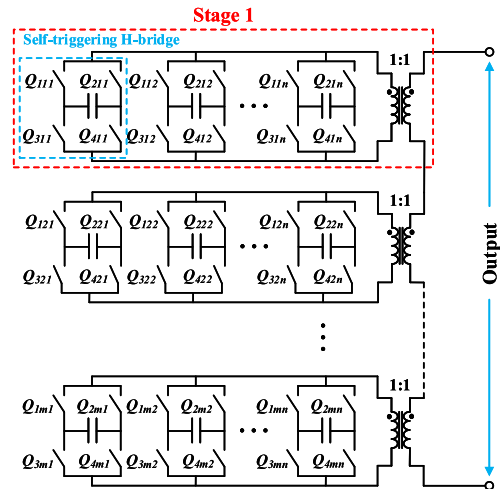 Stage 1
Self-triggering H-bridge
1:1
Q111 Q211 Q112 Q212 Q11n Q21n
Q311 Q411 Q312 Q412 Q31n Q41n
1:1
Q121 Q221 Q122 Q222 Q12n Q22n
Q321 Q421 Q322 Q422 Q32n Q42n
Output
1:1
Q1m1 Q2m1 Q1m2 Q2m2 Q1mn Q2mn
Q3m1 Q4m1 Q3m2 Q4m2 Q3mn Q4mn